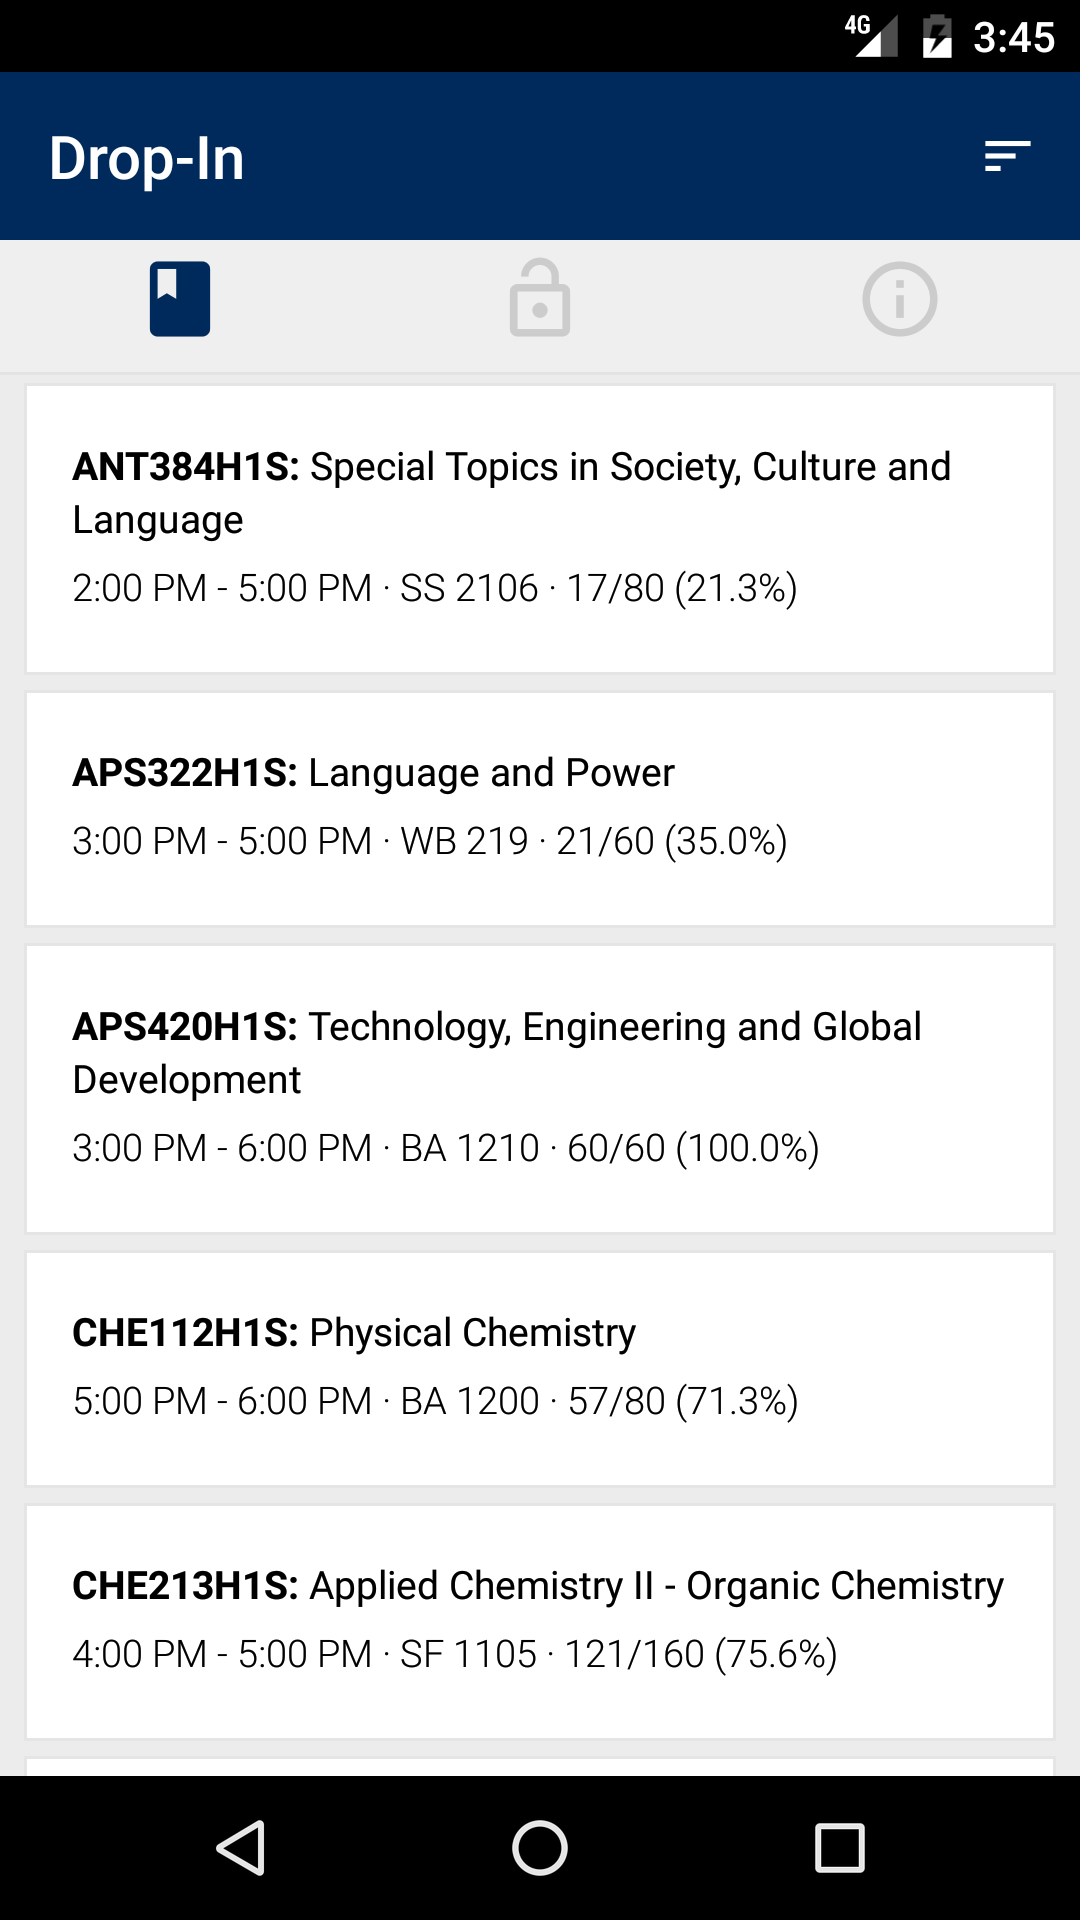 4G 3:45
Drop-In
ANT384H1S: Special Topics in Society, Culture and
Language
2:00 PM - 5:00 PM · SS 2106 · 17/80 (21.3%)
APS322H1S: Language and Power
3:00 PM - 5:00 PM · WB 219 · 21/60 (35.0%)
APS420H1S: Technology, Engineering and Global
Development
3:00 PM - 6:00 PM · BA 1210 · 60/60 (100.0%)
CHE112H1S: Physical Chemistry
5:00 PM - 6:00 PM · BA 1200 · 57/80 (71.3%)
CHE213H1S: Applied Chemistry II - Organic Chemistry
4:00 PM - 5:00 PM · SF 1105 · 121/160 (75.6%)